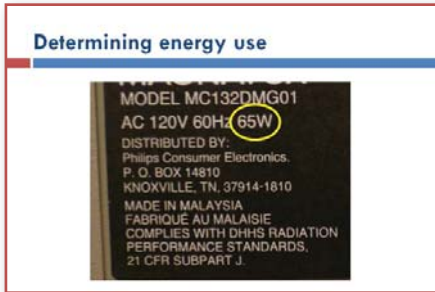 Determining energy use
MODEL MC132DMG01
AC 120V 60Hz 65W
DISTRIBUTED BY:
Philips Consumer Electronics.
P. O. BOX 14810
KNOXVILLE, TN, 37914-1810
MADE IN MALAYSIA
FABRIQUÉ AU MALAISIE
COMPLIES WITH DHHS RADIATION
PERFORMANCE STANDARDS,
21 CFR SUBPART J.